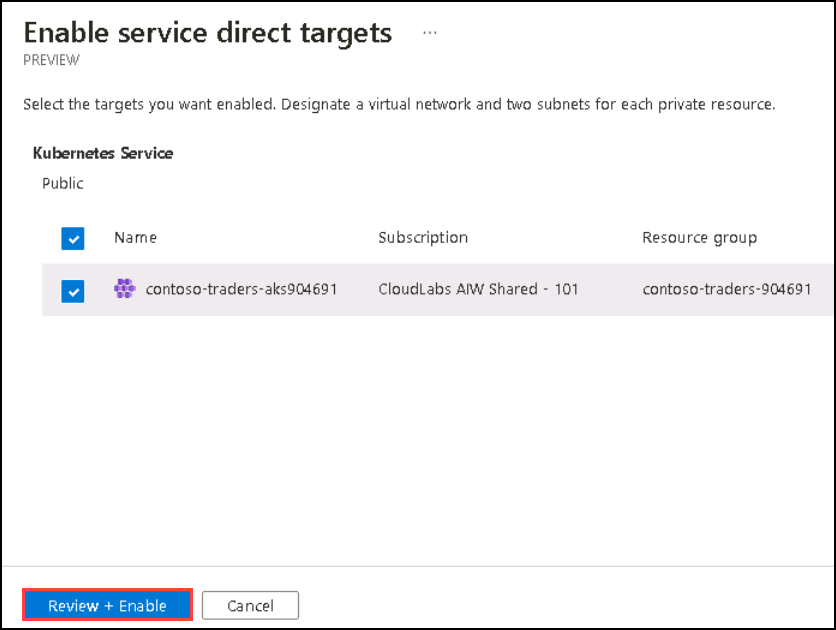 Enable service direct targets ...
PREVIEW
Select the targets you want enabled. Designate a virtual network and two subnets for each private resource.
Kubernetes Service
Public
Name Subscription Resource group
contoso-traders-aks904691 CloudLabs AIW Shared - 101 contoso-traders-904691
Review + Enable Cancel